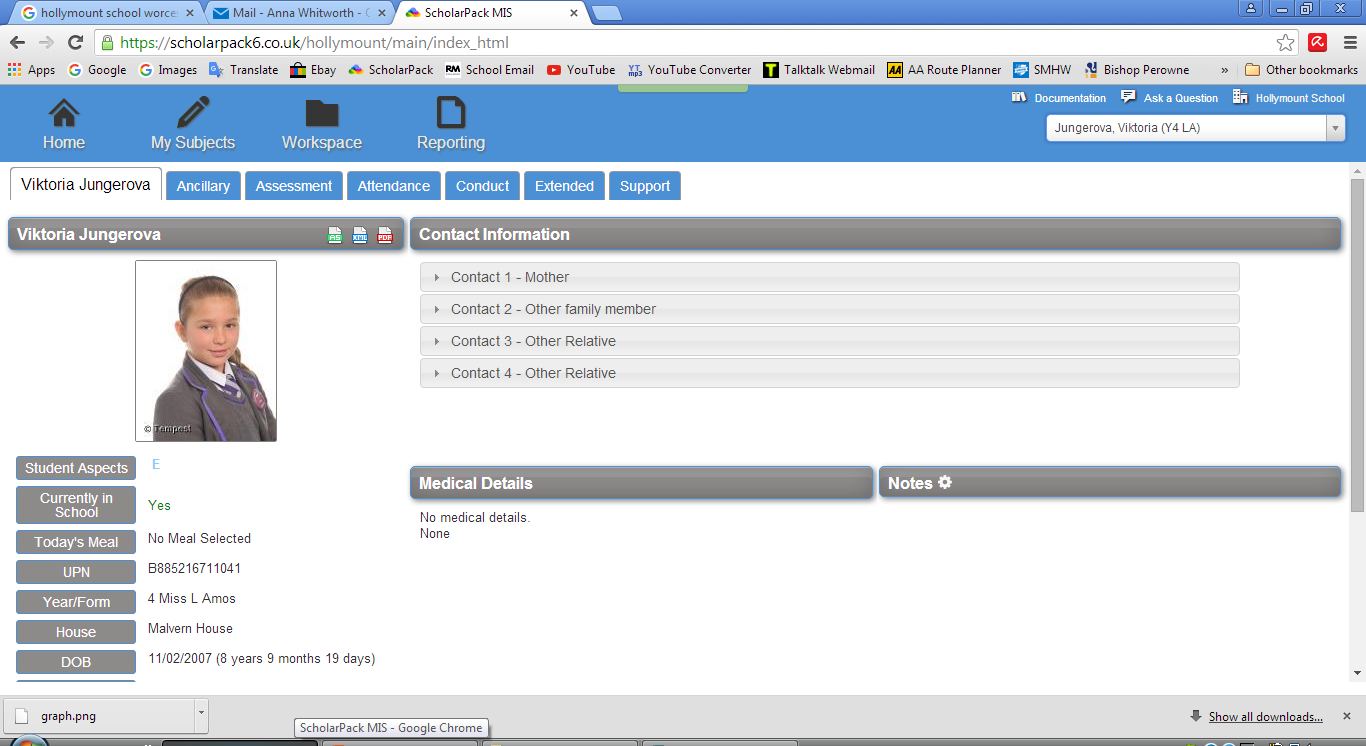 hollymount school worce
Mail - Anna Whitworth -
ScholarPack MIS
https://scholarpack6.co.uk/hollymount/main/index_html
Apps Google Images Translate Ebay ScholarPack RM School Email YouTube YT mp3 YouTube Converter T Talktalk Webmail AA AA Route Planner SMHW Bishop Perowne » Other bookmarks
Documentation Ask a Question Hollymount School
Home My Subjects Workspace Reporting
Jungerova, Viktoria (Y4 LA)
Viktoria Jungerova Ancillary Assessment Attendance Conduct Extended Support
Viktoria Jungerova XML PDF
Contact Information
Contact 1 - Mother
Contact 2 - Other family member
Contact 3 - Other Relative
Contact 4 - Other Relative
© Tempest
Student Aspects E
Currently in School Yes
Today's Meal No Meal Selected
UPN B885216711041
Year/Form 4 Miss L Amos
House Malvern House
DOB 11/02/2007 (8 years 9 months 19 days)
Medical Details
No medical details.
None
Notes
graph.png
ScholarPack MIS - Google Chrome
Show all downloads...